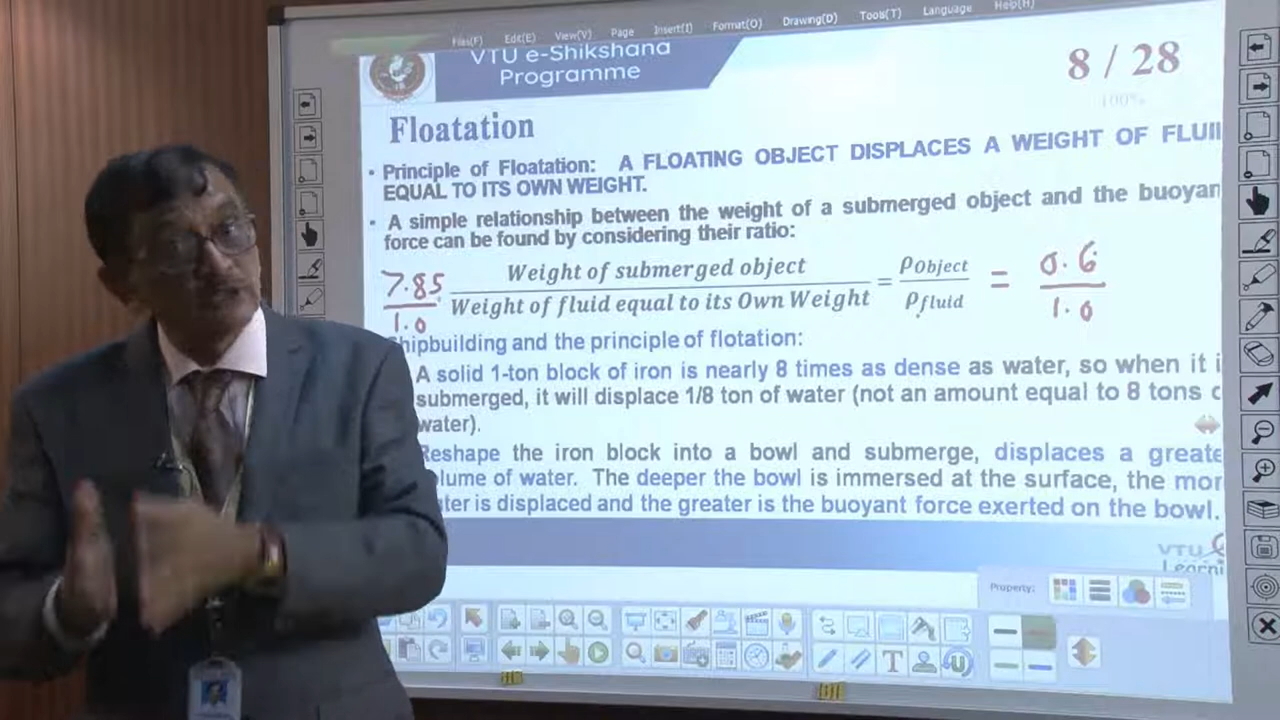 Files(F) Edit(E) View(V) Page Insert(I) Format(O) Drawing(D) Tools(T) Language Help(H)
VTU e-Shikshana
Programme
8 / 28
100%
Floatation
• Principle of Floatation: A FLOATING OBJECT DISPLACES A WEIGHT OF FLUI
EQUAL TO ITS OWN WEIGHT.
• A simple relationship between the weight of a submerged object and the buoyan
force can be found by considering their ratio:
7.85 / 1.0 Weight of submerged object / Weight of fluid equal to its Own Weight = ρObject / ρfluid = 0.6 / 1.0
hipbuilding and the principle of flotation:
A solid 1-ton block of iron is nearly 8 times as dense as water, so when it i
submerged, it will displace 1/8 ton of water (not an amount equal to 8 tons o
water).
Reshape the iron block into a bowl and submerge, displaces a greate
lume of water. The deeper the bowl is immersed at the surface, the mor
ter is displaced and the greater is the buoyant force exerted on the bowl.
VTU
Learni
Property: